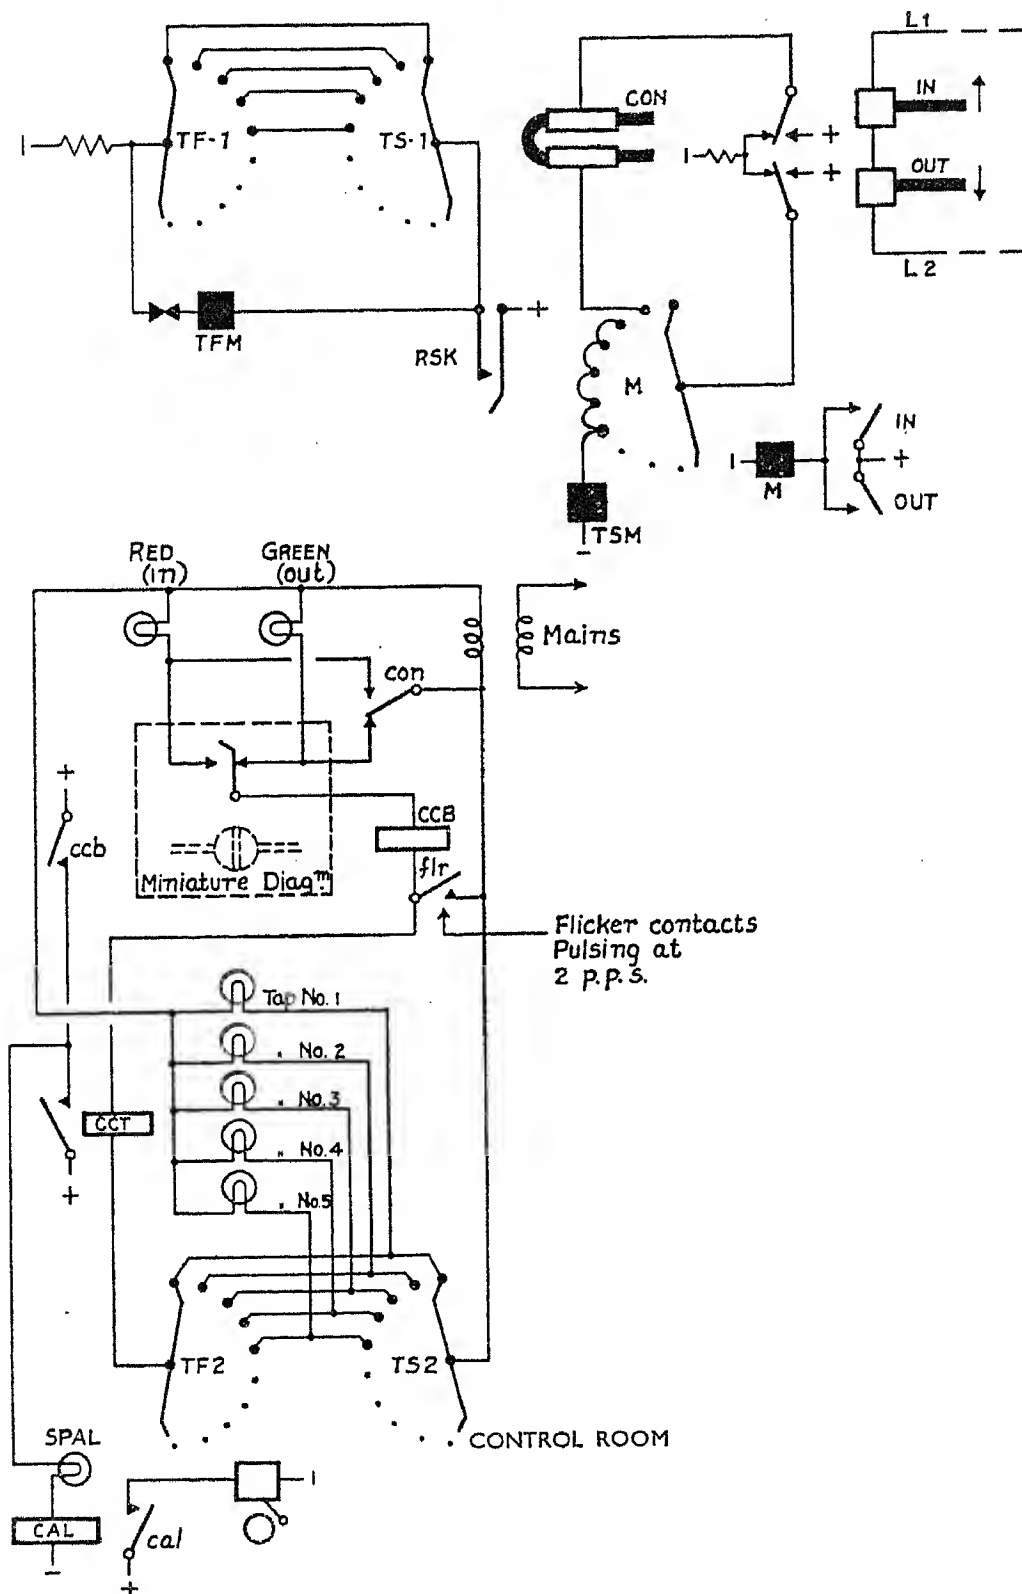 L1
IN
+
OUT
+
L2
CON
TF-1
TS-1
TFM
RSK
+
M
IN
+
OUT
M
TSM
-
RED
(in)
GREEN
(out)
Mains
con
+
ccb
CCB
flr
Miniature Diagm.
Flicker contacts
Pulsing at
2 p.p.s.
Tap No. 1
" No. 2
" No. 3
" No. 4
" No. 5
CCT
+
TF2
TS2
CONTROL ROOM
SPAL
CAL
-
cal
+